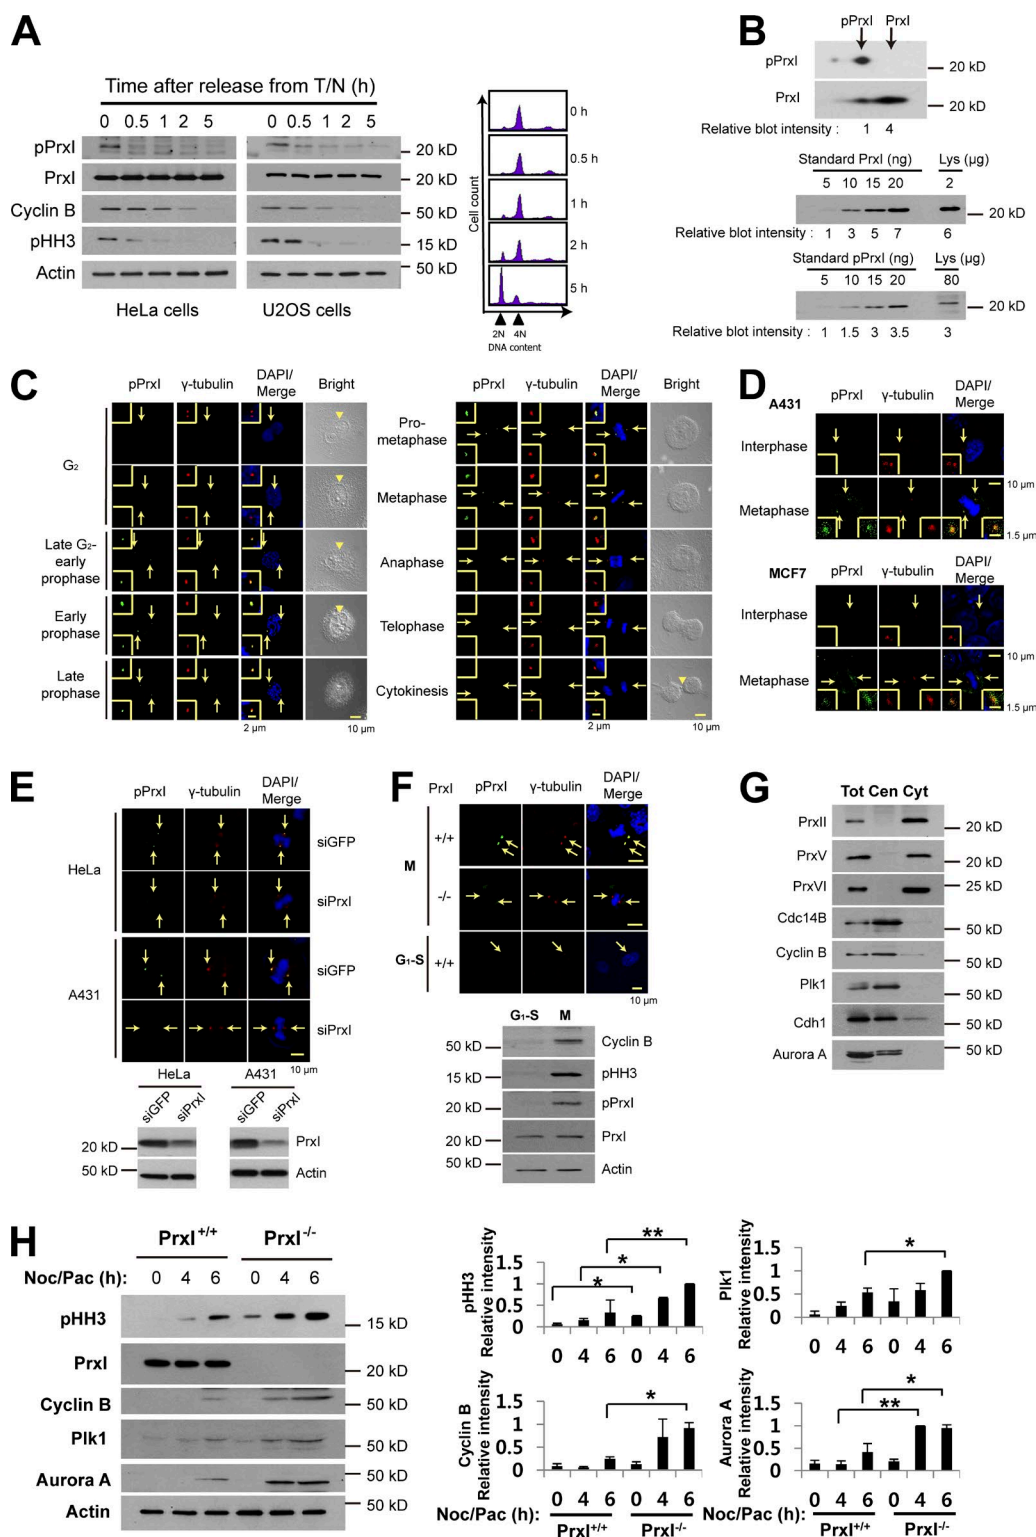 A
Time after release from T/N (h)
0 0.5 1 2 5 0 0.5 1 2 5
pPrxI
20 kD
PrxI
20 kD
Cyclin B
50 kD
pHH3
15 kD
Actin
50 kD
HeLa cells U2OS cells
Cell count
0 h
0.5 h
1 h
2 h
5 h
2N 4N
DNA content
B
pPrxI PrxI
pPrxI
20 kD
PrxI
20 kD
Relative blot intensity : 1 4
Standard PrxI (ng) Lys (µg)
5 10 15 20 2
20 kD
Relative blot intensity : 1 3 5 7 6
Standard pPrxI (ng) Lys (µg)
5 10 15 20 80
20 kD
Relative blot intensity : 1 1.5 3 3.5 3
C
pPrxI γ-tubulin DAPI/Merge Bright
G2
Late G2-early prophase
Early prophase
Late prophase
2 µm 10 µm
pPrxI γ-tubulin DAPI/Merge Bright
Pro-metaphase
Metaphase
Anaphase
Telophase
Cytokinesis
2 µm 10 µm
D
A431
pPrxI γ-tubulin DAPI/Merge
Interphase
10 µm
Metaphase
1.5 µm
MCF7
pPrxI γ-tubulin DAPI/Merge
Interphase
10 µm
Metaphase
1.5 µm
E
pPrxI γ-tubulin DAPI/Merge
HeLa
siGFP
siPrxI
A431
siGFP
siPrxI
10 µm
HeLa A431
siGFP siPrxI siGFP siPrxI
20 kD PrxI
50 kD Actin
F
PrxI pPrxI γ-tubulin DAPI/Merge
M
+/+
-/-
G1-S +/+
10 µm
G1-S M
50 kD Cyclin B
15 kD pHH3
20 kD pPrxI
20 kD PrxI
50 kD Actin
G
Tot Cen Cyt
PrxII 20 kD
PrxV 20 kD
PrxVI 25 kD
Cdc14B 50 kD
Cyclin B 50 kD
Plk1 50 kD
Cdh1 50 kD
Aurora A
H
PrxI+/+ PrxI-/-
Noc/Pac (h): 0 4 6 0 4 6
pHH3 15 kD
PrxI 20 kD
Cyclin B 50 kD
Plk1 50 kD
Aurora A 50 kD
Actin 50 kD
pHH3
Relative intensity
1.5
1
0.5
0
* * **
0 4 6 0 4 6
Plk1
Relative intensity
1.5
1
0.5
0
*
0 4 6 0 4 6
Cyclin B
Relative intensity
1.5
1
0.5
0
*
0 4 6 0 4 6
Aurora A
Relative intensity
1.5
1
0.5
0
*
**
0 4 6 0 4 6
Noc/Pac (h):
PrxI+/+ PrxI-/-
Noc/Pac (h):
PrxI+/+ PrxI-/-